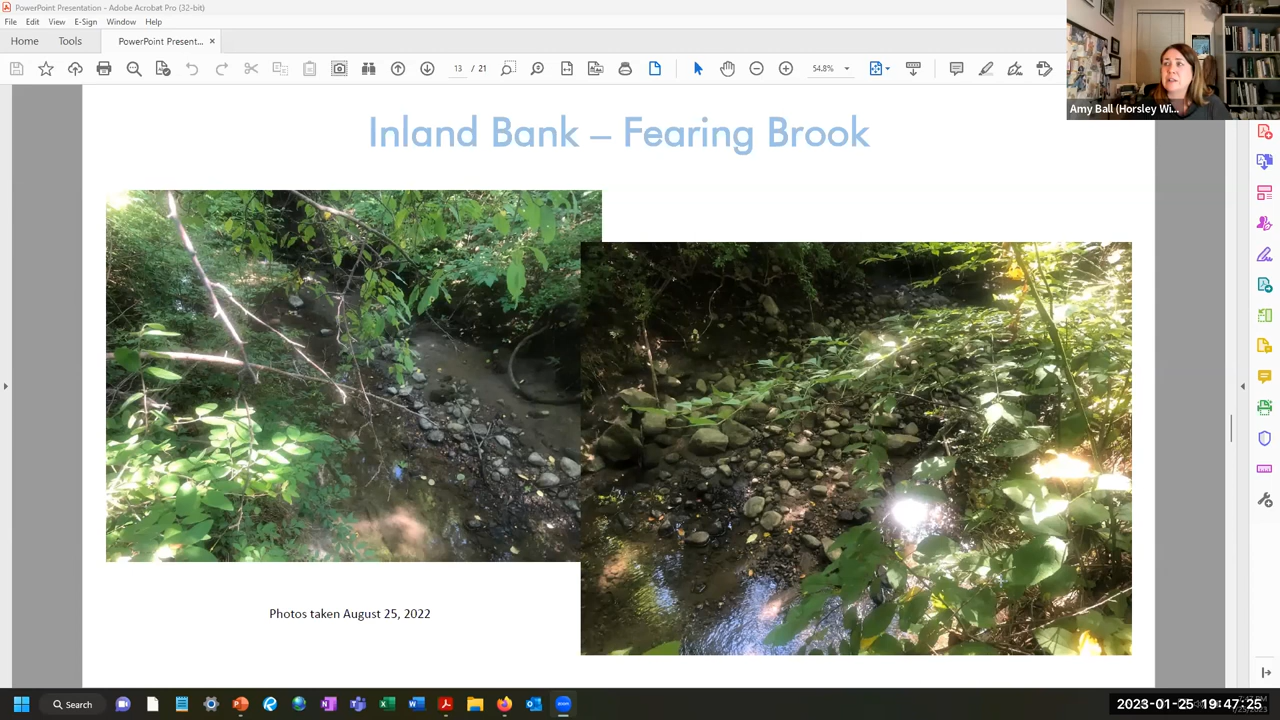 PowerPoint Presentation - Adobe Acrobat Pro (32-bit)
File Edit View E-Sign Window Help
Home Tools PowerPoint Present... ×
13 54.8%
Amy Ball (Horsley Wi...
Inland Bank – Fearing Brook
Photos taken August 25, 2022
Search
2023-01-25 19:47:25